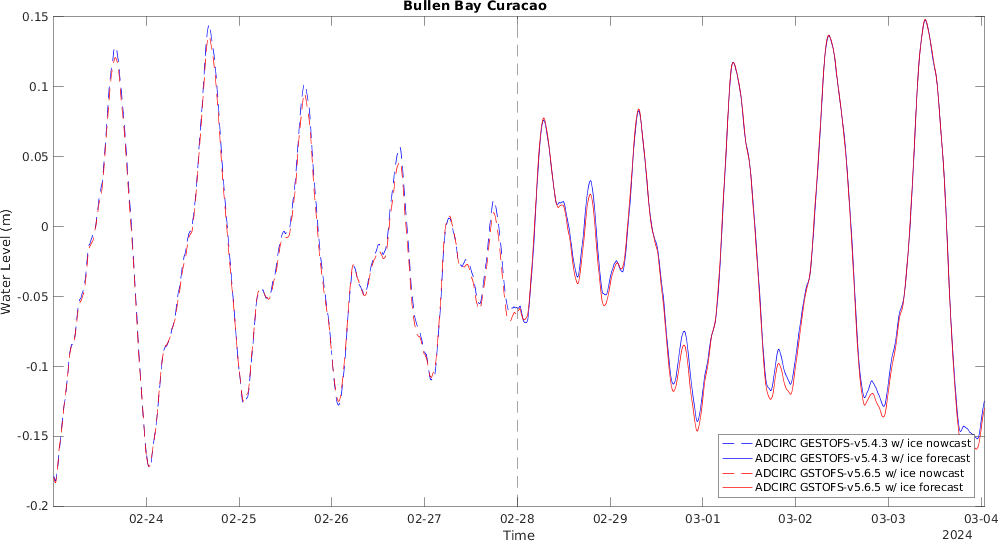 Bullen Bay Curacao
0.15
0.1
0.05
0
-0.05
-0.1
-0.15
-0.2
Water Level (m)
ADCIRC GESTOFS-v5.4.3 w/ ice nowcast
ADCIRC GESTOFS-v5.4.3 w/ ice forecast
ADCIRC GSTOFS-v5.6.5 w/ ice nowcast
ADCIRC GSTOFS-v5.6.5 w/ ice forecast
02-24 02-25 02-26 02-27 02-28 02-29 03-01 03-02 03-03 03-04
Time
2024